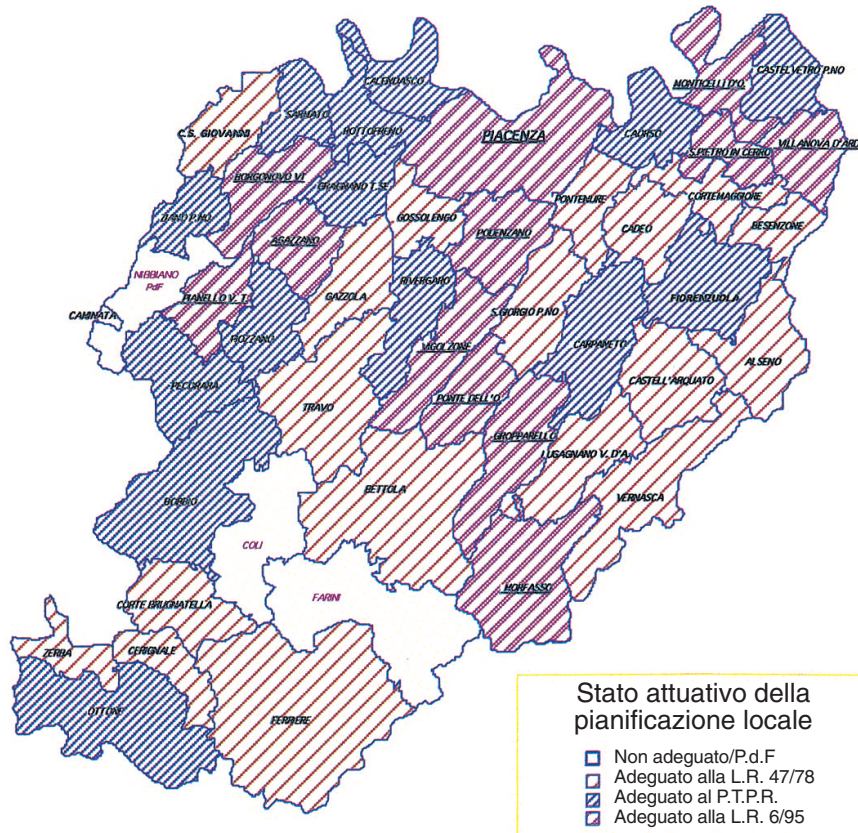 MONTICELLI D'O.
CASTELVETRO P.NO
CALENDASCO
SARMATO
C.S. GIOVANNI
ROTTOFRENO
PIACENZA
CAORSO
S.PIETRO IN CERRO
VILLANOVA D'ARD
BORGONOVO V.T
GRAGNANO T.SE
CORTEMAGGIORE
ZIANO P.NO
GOSSOLENGO
PONTENURE
BESENZONE
AGAZZANO
PODENZANO
CADEO
NIBBIANO
PdF
RIVERGARO
PIANELLO V. T.
GAZZOLA
FIORENZUOLA
CAMINATA
S.GIORGIO P.NO
PIOZZANO
VIGOLZONE
CARPANETO
ALSENO
PECORARA
CASTELL'ARQUATO
PONTE DELL'O.
TRAVO
GROPPARELLO
LUGAGNANO V. D'A.
BETTOLA
VERNASCA
BOBBIO
COLI
MORFASSO
FARINI
CORTE BRUGNATELLA
ZERBA
CERIGNALE
OTTONE
FERRIERE
Stato attuativo della
pianificazione locale
Non adeguato/P.d.F
Adeguato alla L.R. 47/78
Adeguato al P.T.P.R.
Adeguato alla L.R. 6/95